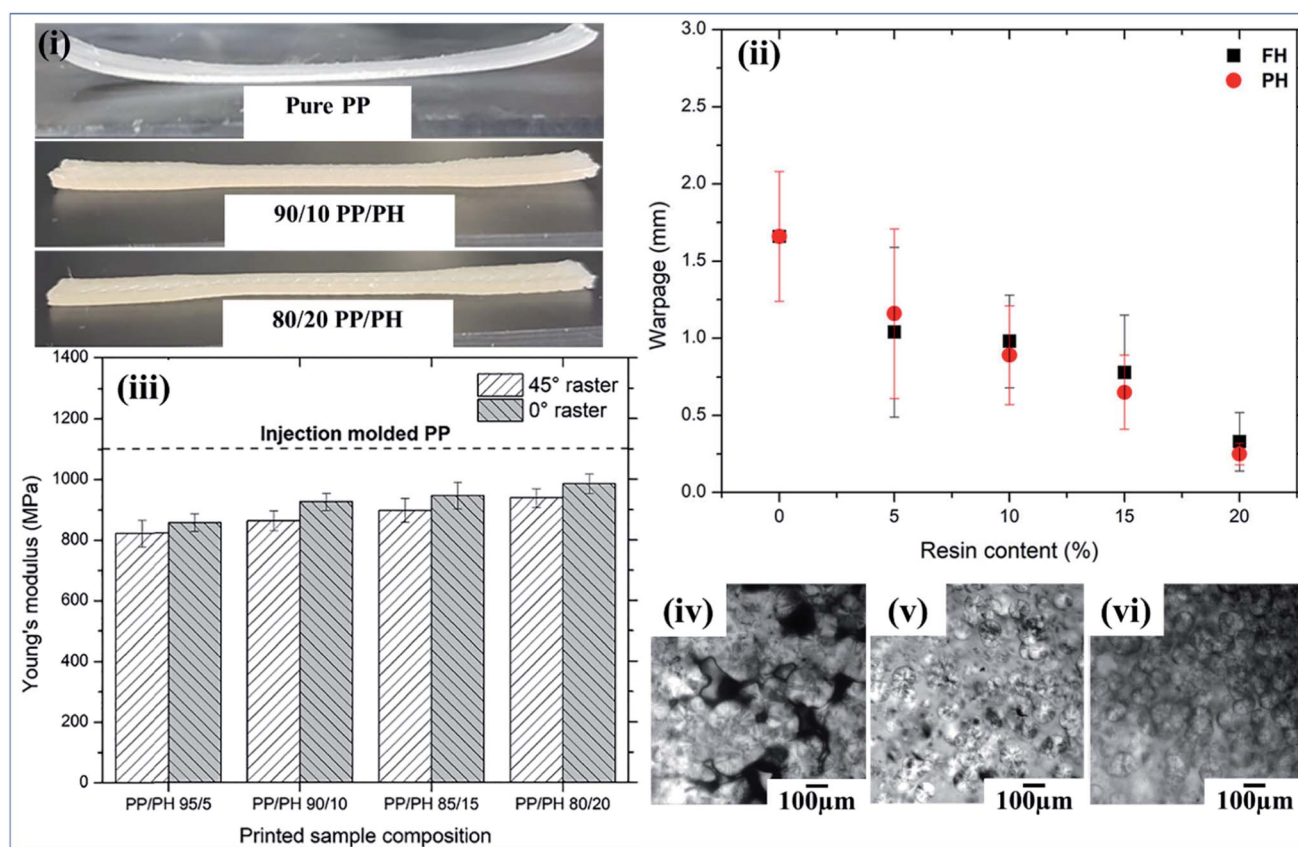 (i)
Pure PP
90/10 PP/PH
80/20 PP/PH
(ii)
FH
PH
3.0
2.5
2.0
1.5
1.0
0.5
0.0
Warpage (mm)
0 5 10 15 20
Resin content (%)
(iii)
45° raster
0° raster
Injection molded PP
1400
1200
1000
800
600
400
200
0
Young's modulus (MPa)
PP/PH 95/5 PP/PH 90/10 PP/PH 85/15 PP/PH 80/20
Printed sample composition
(iv)
100µm
(v)
100µm
(vi)
100µm